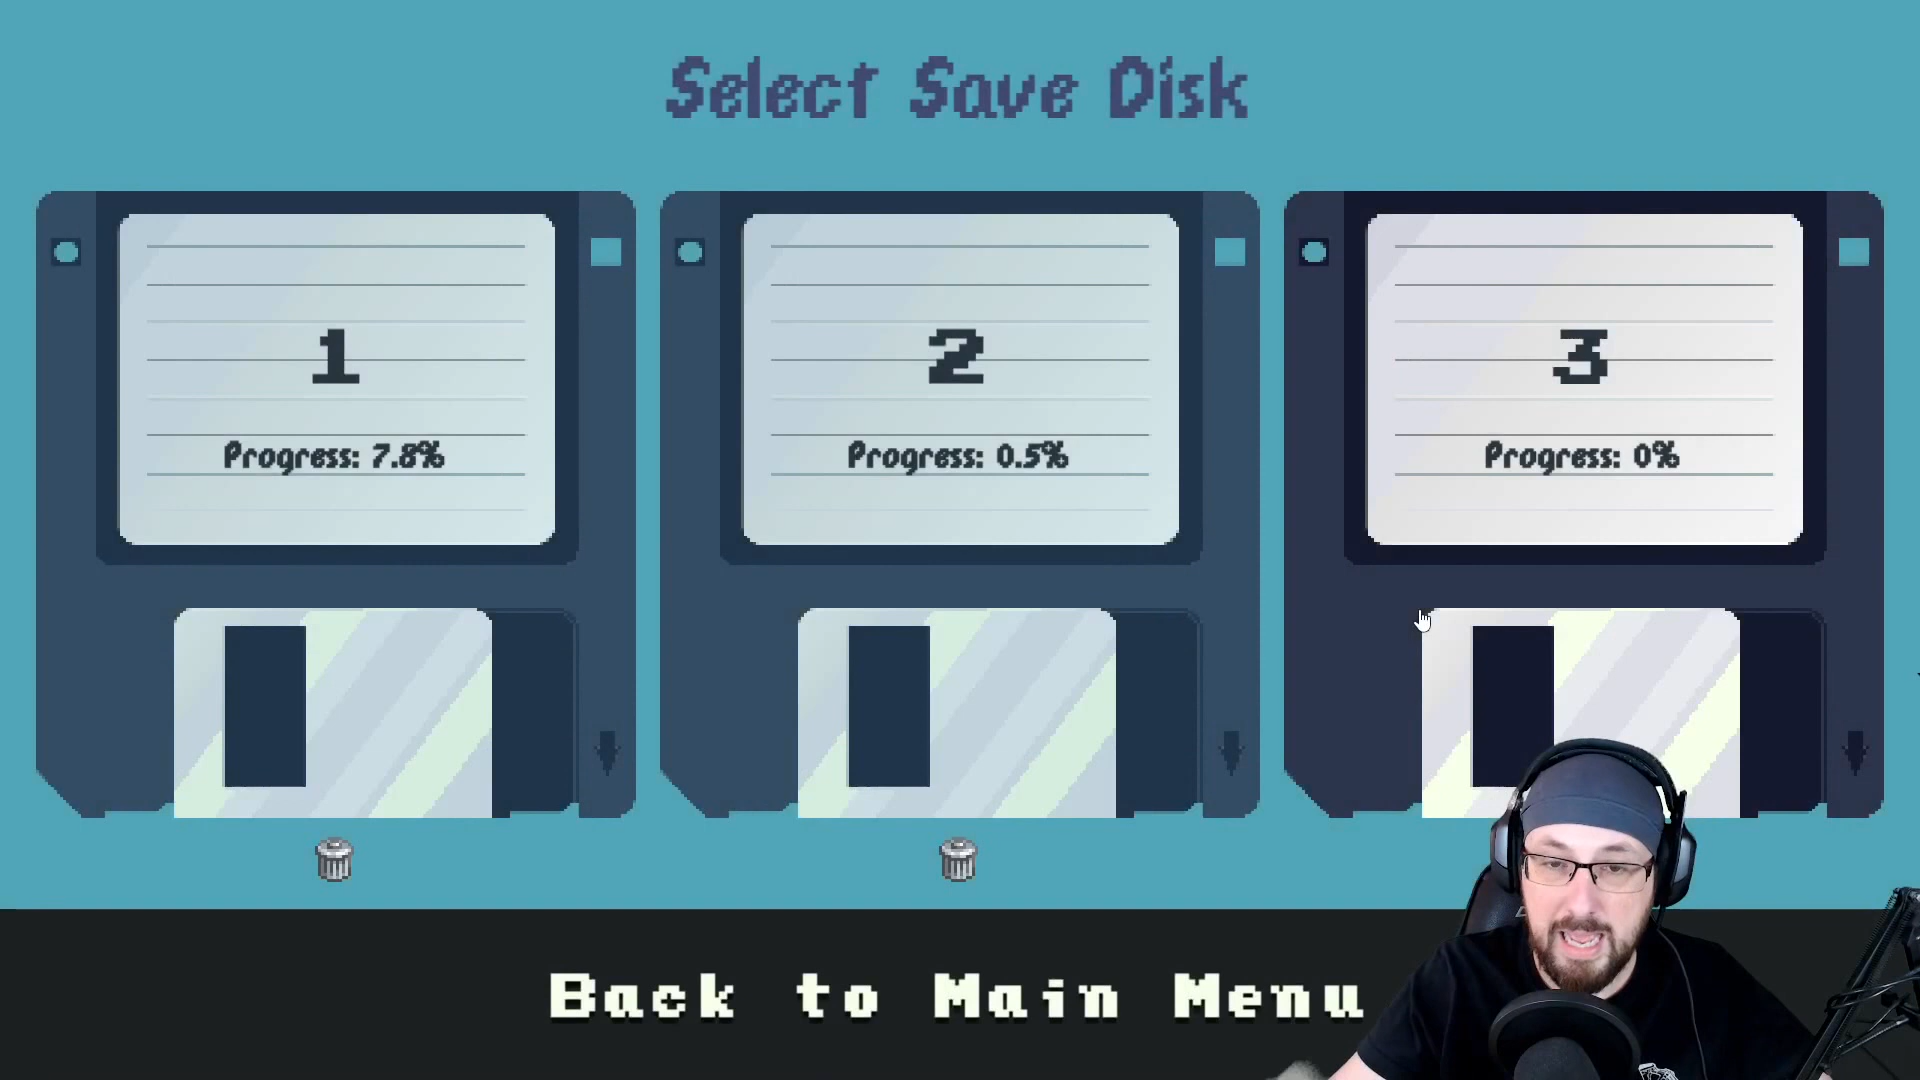 Select Save Disk
1
Progress: 7.8%
2
Progress: 0.5%
3
Progress: 0%
Back to Main Menu